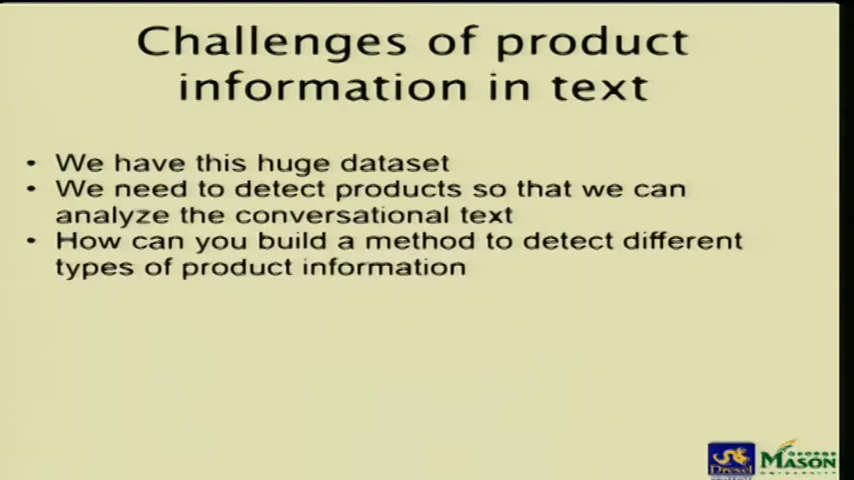 Challenges of product
information in text
• We have this huge dataset
• We need to detect products so that we can
analyze the conversational text
• How can you build a method to detect different
types of product information
Drexel
GEORGE
MASON
UNIVERSITY